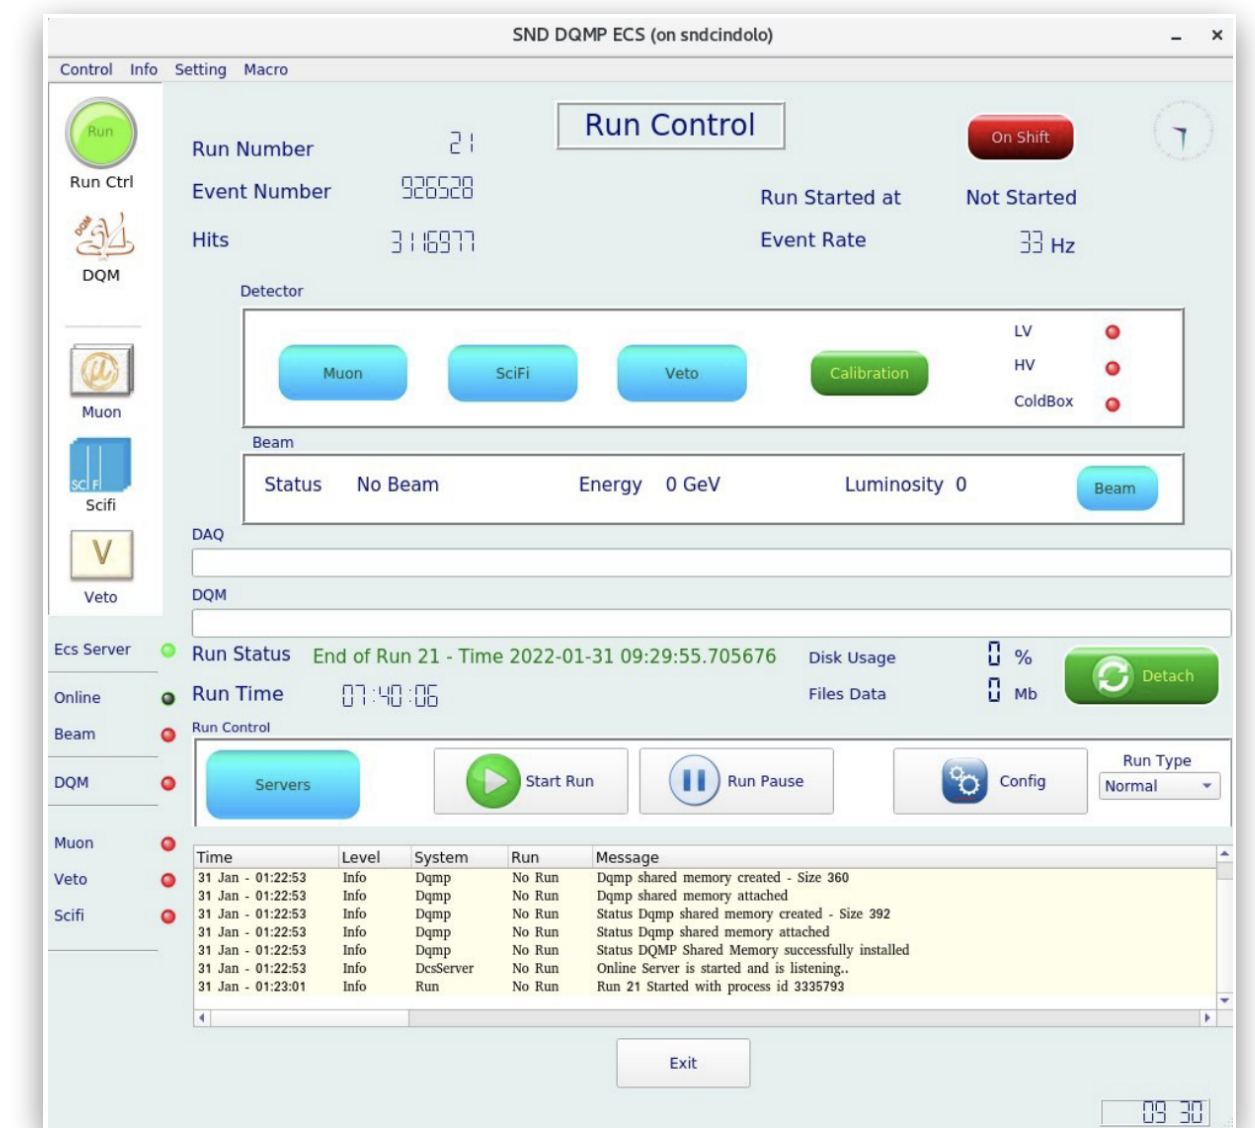 SND DQMP ECS (on sndcindolo)
Control Info Setting Macro
Run
Run Ctrl
DQM
DQM
Muon
SCIFI
Scifi
V
Veto
Run Control
On Shift
Run Number 21
Event Number 926528
Run Started at Not Started
Hits 3116977
Event Rate 33 Hz
Detector
Muon SciFi Veto Calibration
LV
HV
ColdBox
Beam
Status No Beam Energy 0 GeV Luminosity 0 Beam
DAQ
DQM
Ecs Server
Online
Beam
DQM
Muon
Veto
Scifi
Run Status End of Run 21 - Time 2022-01-31 09:29:55.705676 Disk Usage 0 %
Run Time 07:40:06 Files Data 0 Mb
Detach
Run Control
Servers Start Run Run Pause Config
Run Type
Normal
Time Level System Run Message
31 Jan - 01:22:53 Info Dqmp No Run Dqmp shared memory created - Size 360
31 Jan - 01:22:53 Info Dqmp No Run Dqmp shared memory attached
31 Jan - 01:22:53 Info Dqmp No Run Status Dqmp shared memory created - Size 392
31 Jan - 01:22:53 Info Dqmp No Run Status Dqmp shared memory attached
31 Jan - 01:22:53 Info Dqmp No Run Status DQMP Shared Memory successfully installed
31 Jan - 01:22:53 Info DcsServer No Run Online Server is started and is listening..
31 Jan - 01:23:01 Info Run No Run Run 21 Started with process id 3335793
Exit
09 30